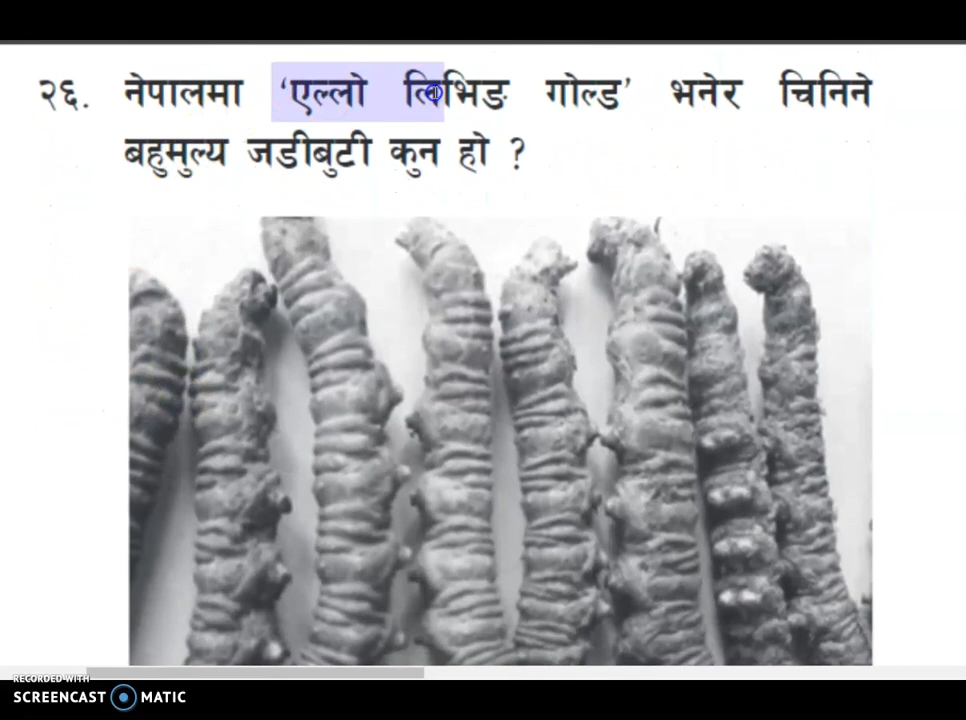 २६. नेपालमा ‘एल्लो लिभिङ गोल्ड’ भनेर चिनिने
बहुमुल्य जडीबुटी कुन हो ?
RECORDED WITH
SCREENCAST MATIC